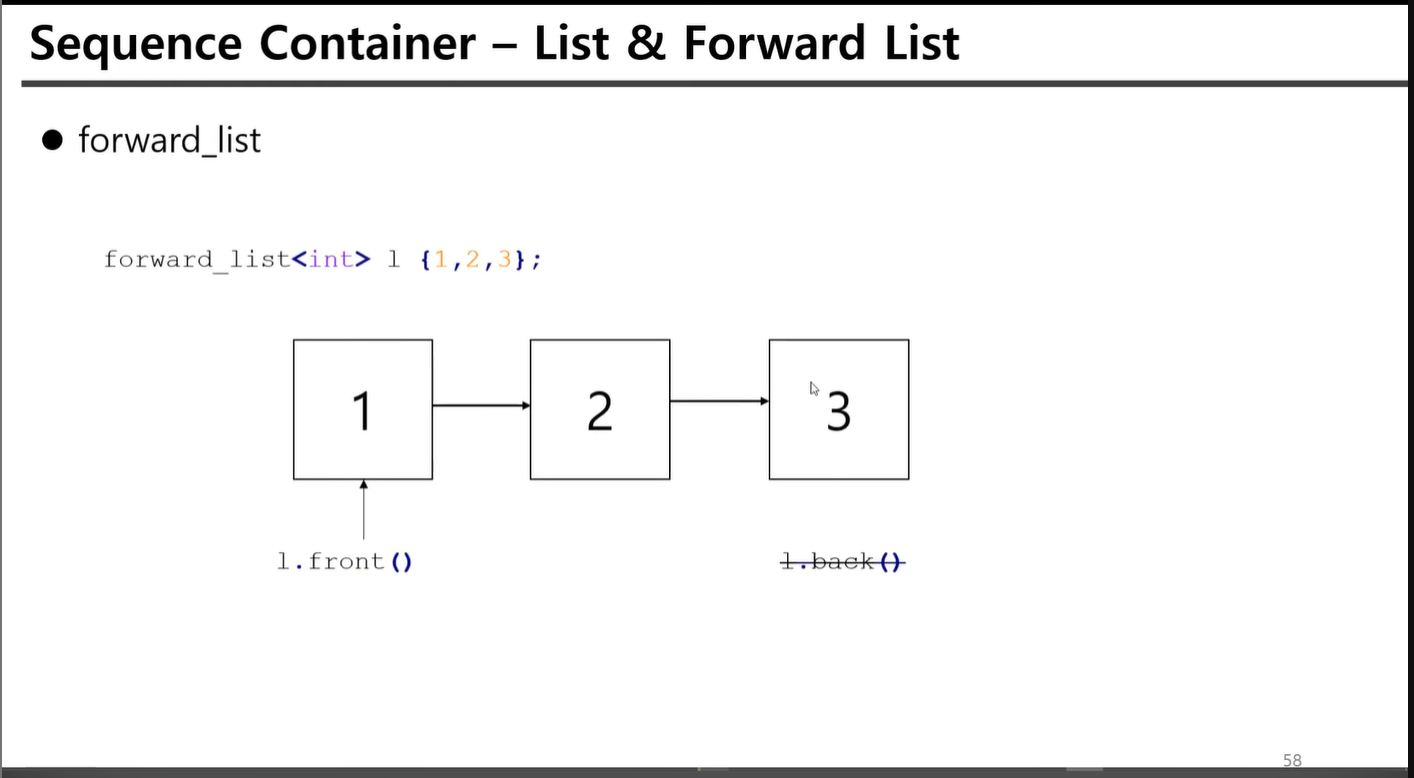 Sequence Container – List & Forward List
● forward_list
forward_list<int> l {1,2,3};
1
2
3
l.front()
l.back()
58